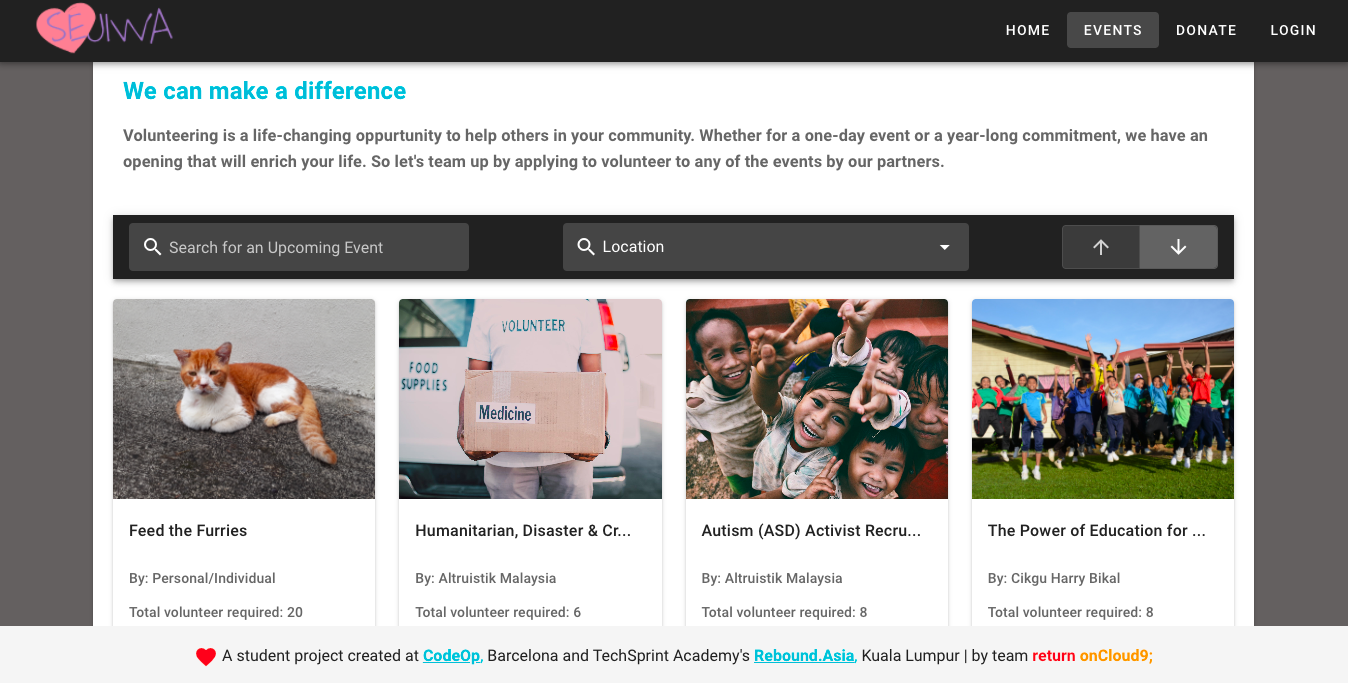 SEJIWA
HOME EVENTS DONATE LOGIN
We can make a difference
Volunteering is a life-changing oppurtunity to help others in your community. Whether for a one-day event or a year-long commitment, we have an
opening that will enrich your life. So let's team up by applying to volunteer to any of the events by our partners.
Search for an Upcoming Event
Location
VOLUNTEER
FOOD
SUPPLIES
Medicine
Feed the Furries
By: Personal/Individual
Total volunteer required: 20
Humanitarian, Disaster & Cr...
By: Altruistik Malaysia
Total volunteer required: 6
Autism (ASD) Activist Recru...
By: Altruistik Malaysia
Total volunteer required: 8
The Power of Education for ...
By: Cikgu Harry Bikal
Total volunteer required: 8
A student project created at CodeOp, Barcelona and TechSprint Academy's Rebound.Asia, Kuala Lumpur | by team return onCloud9;